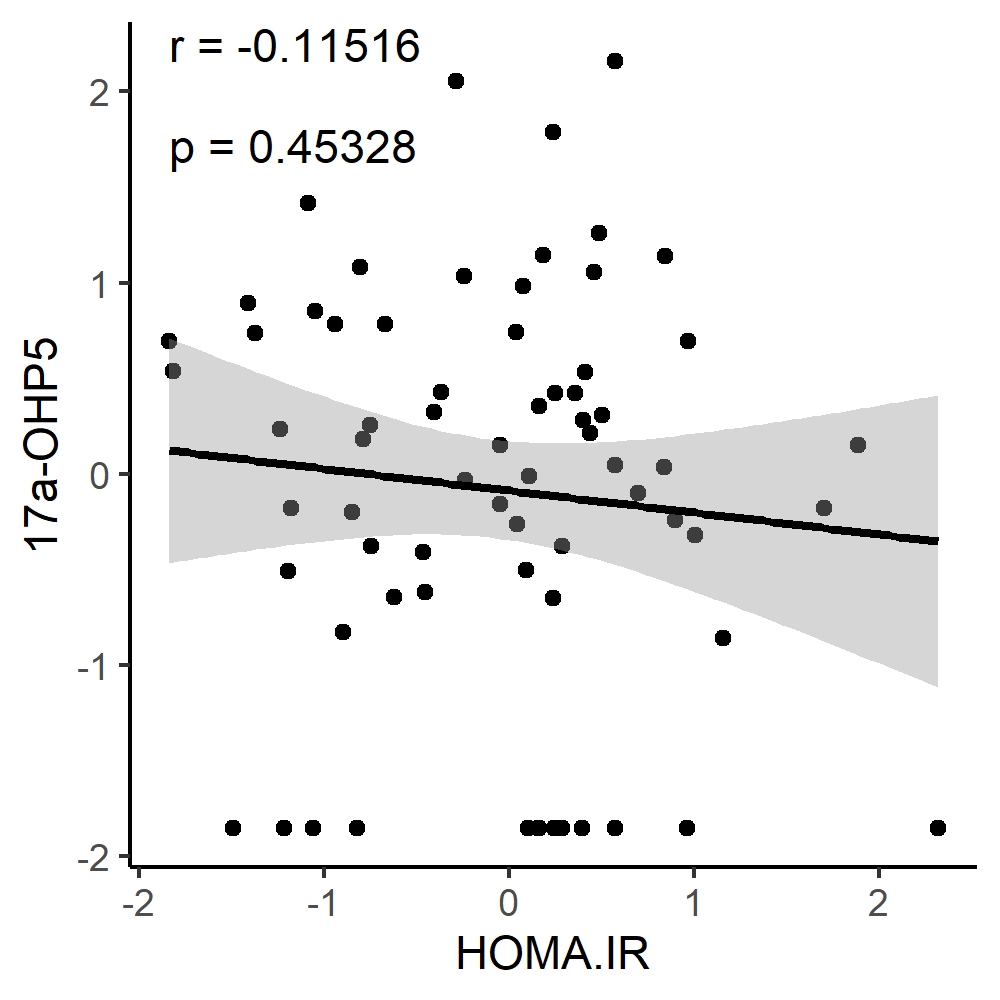 r = -0.11516
p = 0.45328
17a-OHP5
2
1
0
-1
-2
-2 -1 0 1 2
HOMA.IR